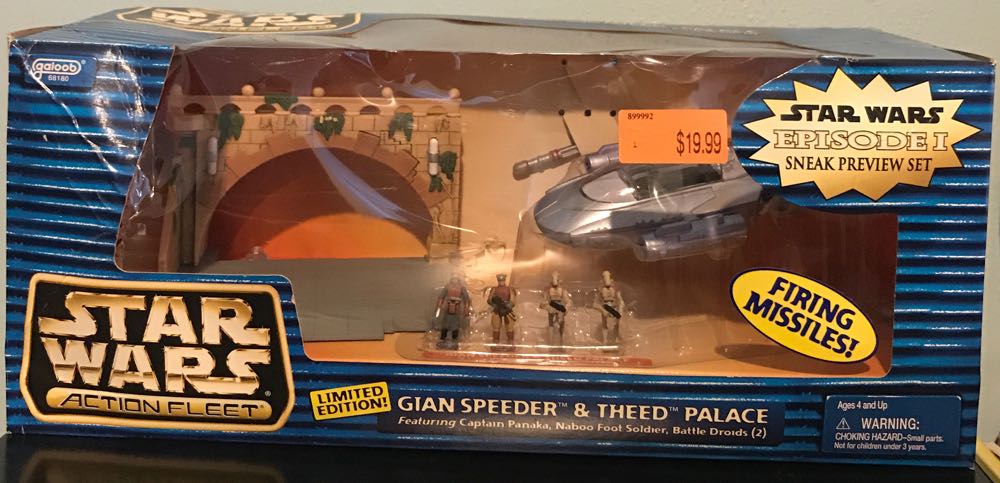 STAR WARS
galoob®
68180
899992
$19.99
STAR WARS
EPISODE I
SNEAK PREVIEW SET
FIRING
MISSILES!
STAR
WARS
ACTION FLEET®
LIMITED
EDITION!
GIAN SPEEDER™ & THEED™ PALACE
Featuring Captain Panaka, Naboo Foot Soldier, Battle Droids (2)
Ages 4 and Up
⚠ WARNING:
CHOKING HAZARD–Small parts.
Not for children under 3 years.